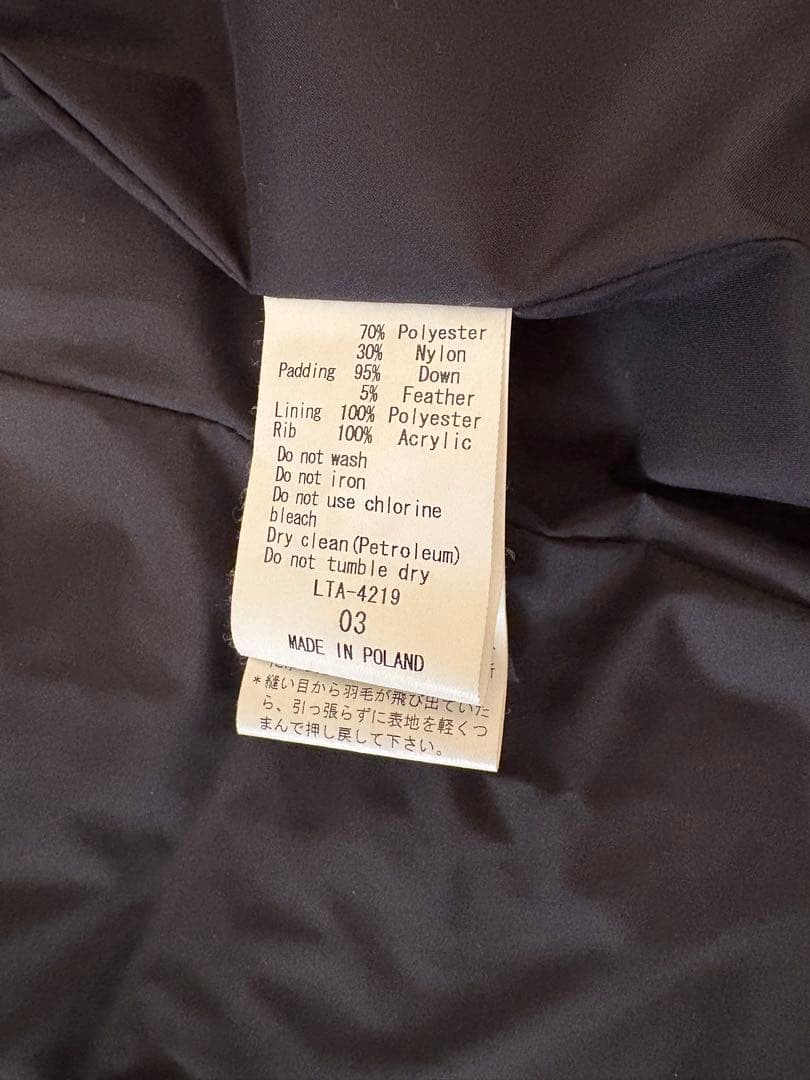 70% Polyester
30% Nylon
Padding 95% Down
5% Feather
Lining 100% Polyester
Rib 100% Acrylic
Do not wash
Do not iron
Do not use chlorine
bleach
Dry clean(Petroleum)
Do not tumble dry
LTA-4219
03
MADE IN POLAND
*縫い目から羽毛が飛び出ていた
ら、引っ張らずに表地を軽くつ
まんで押し戻して下さい。